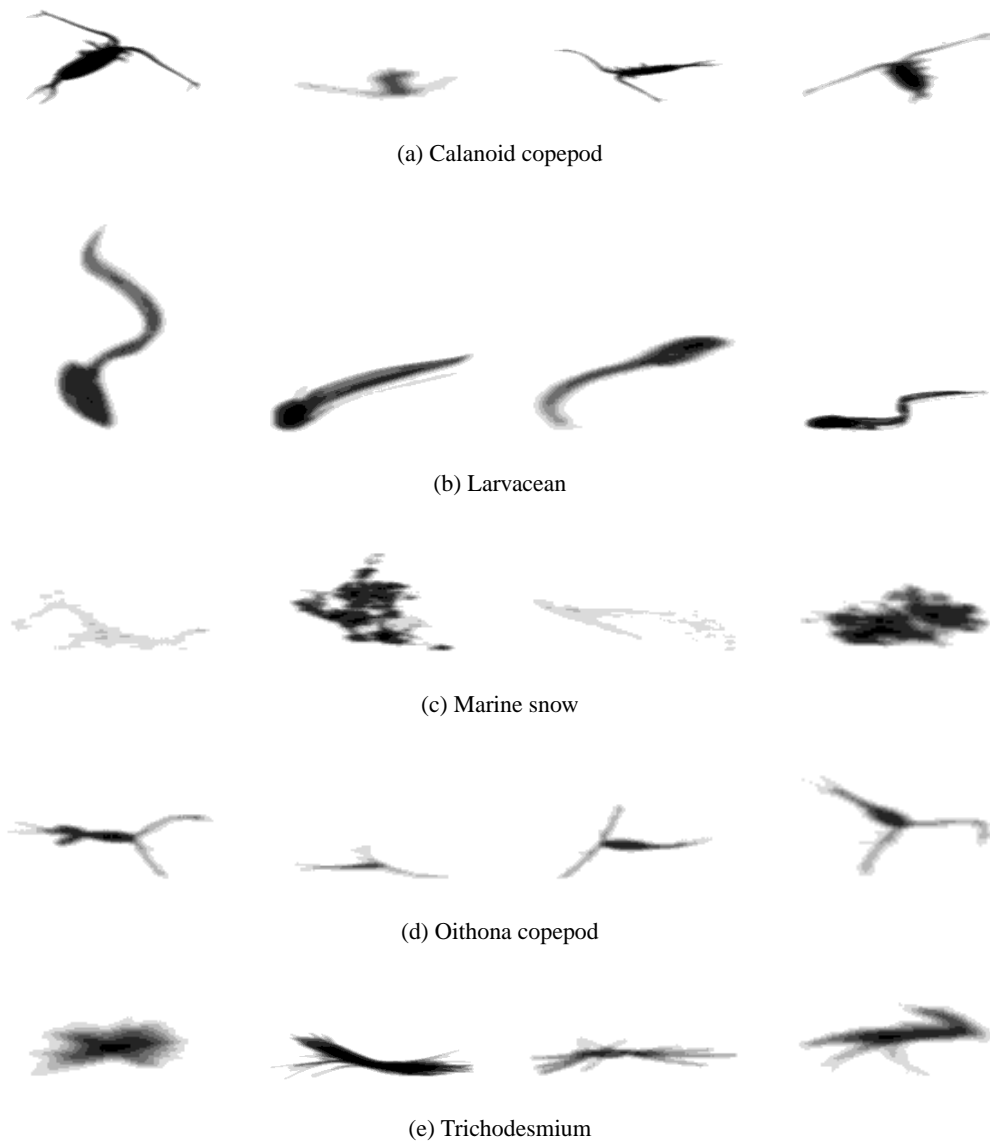 (a) Calanoid copepod
(b) Larvacean
(c) Marine snow
(d) Oithona copepod
(e) Trichodesmium